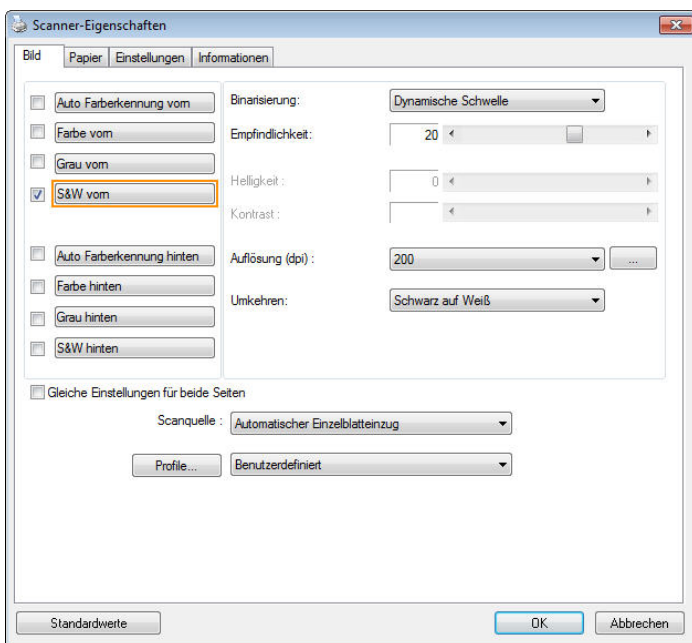 Scanner-Eigenschaften
Bild Papier Einstellungen Informationen
Auto Farberkennung vorn
Binarisierung: Dynamische Schwelle
Farbe vorn
Empfindlichkeit: 20
Grau vorn
S&W vorn
Helligkeit : 0
Kontrast :
Auto Farberkennung hinten
Auflösung (dpi) : 200 ...
Farbe hinten
Umkehren: Schwarz auf Weiß
Grau hinten
S&W hinten
Gleiche Einstellungen für beide Seiten
Scanquelle : Automatischer Einzelblatteinzug
Profile... Benutzerdefiniert
Standardwerte OK Abbrechen